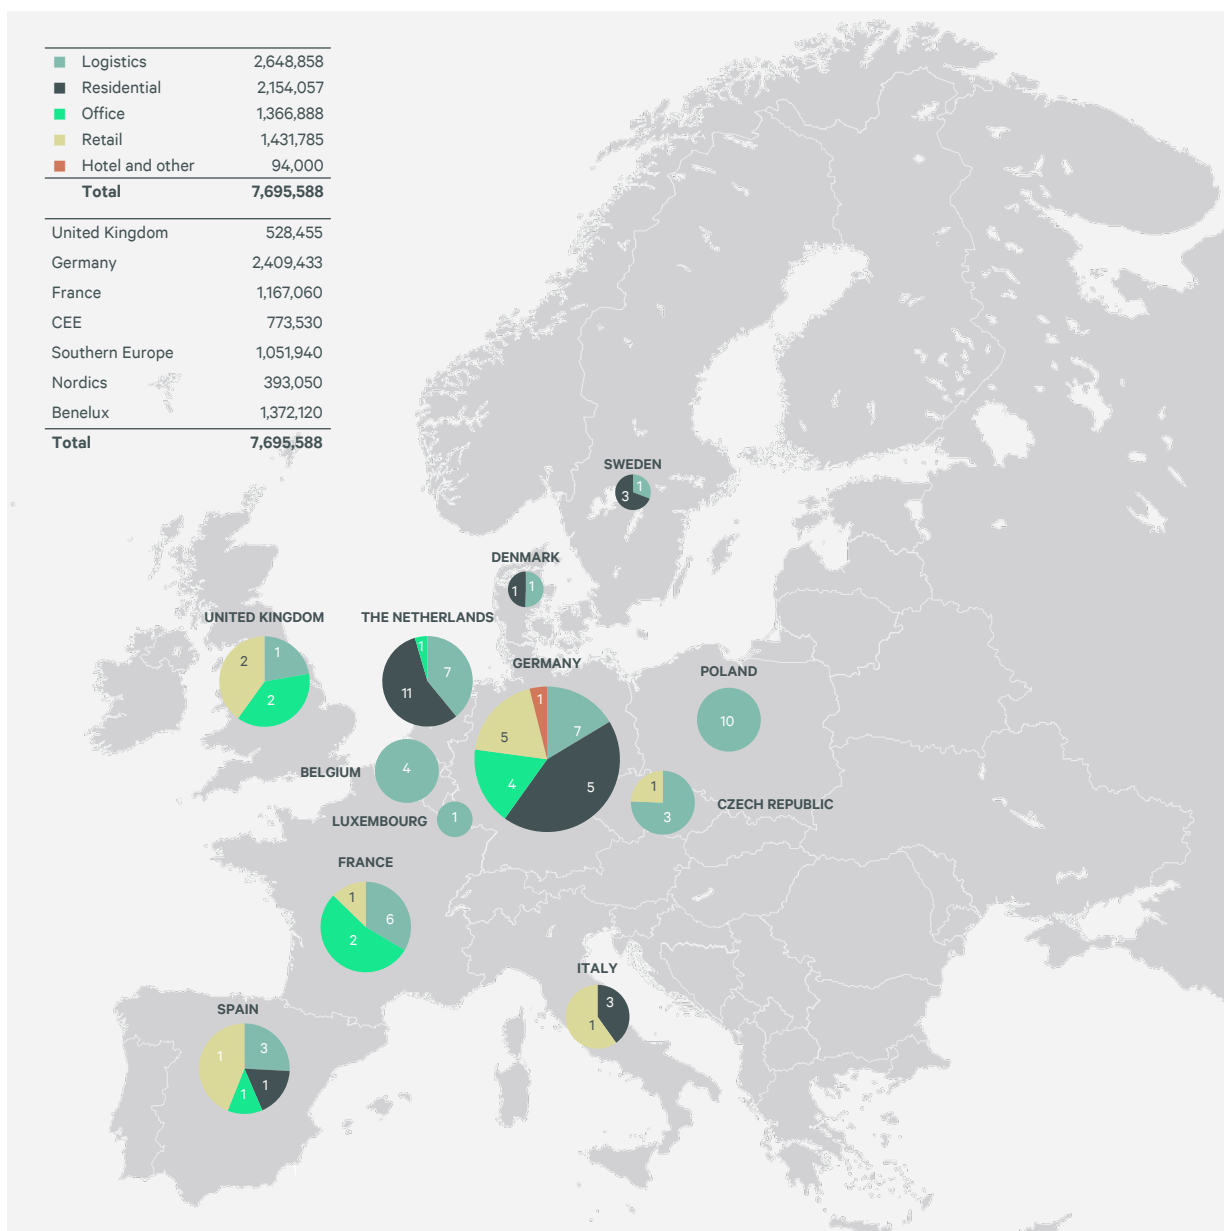 Logistics 2,648,858
Residential 2,154,057
Office 1,366,888
Retail 1,431,785
Hotel and other 94,000
Total 7,695,588
United Kingdom 528,455
Germany 2,409,433
France 1,167,060
CEE 773,530
Southern Europe 1,051,940
Nordics 393,050
Benelux 1,372,120
Total 7,695,588
SWEDEN
1
3
DENMARK
1 1
UNITED KINGDOM
2 1
2
THE NETHERLANDS
1
7
11
GERMANY
1
7
5
4
5
POLAND
10
BELGIUM
4
LUXEMBOURG
1
CZECH REPUBLIC
1
3
FRANCE
1
6
2
ITALY
3
1
SPAIN
1 3
1
1